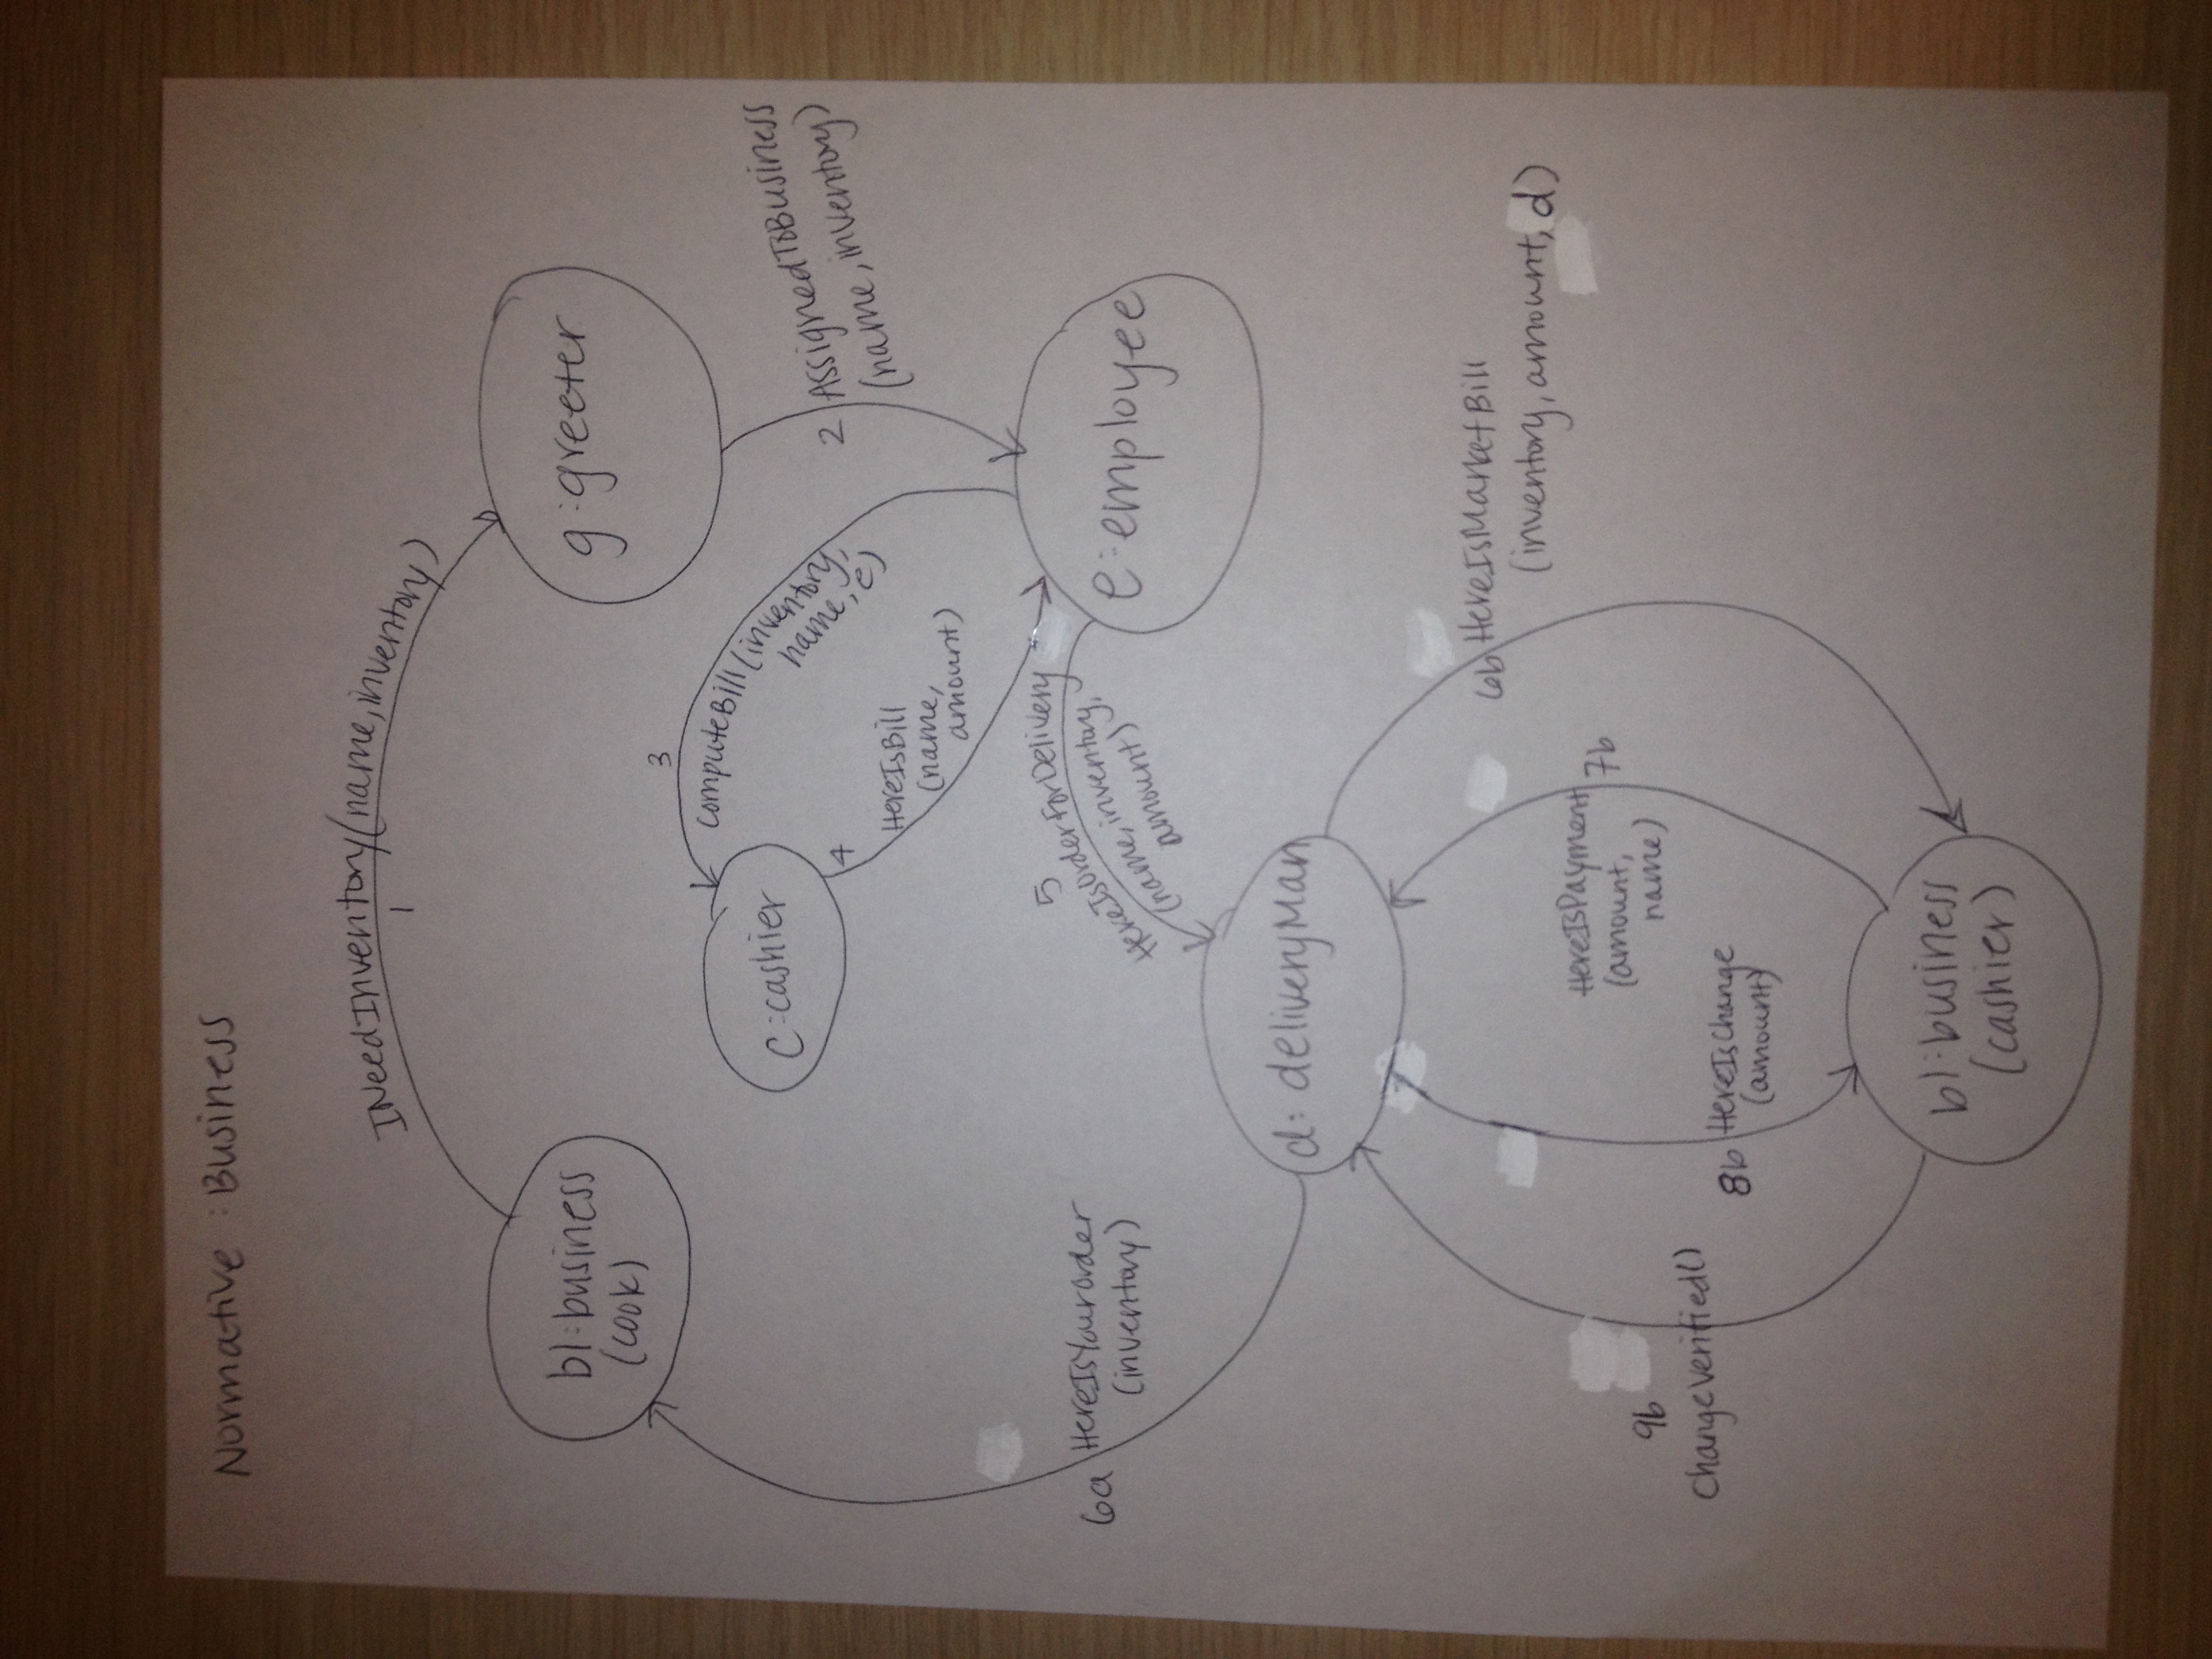 Normative : Business
INeedInventory(name, inventory)
1
b1:business
(cook)
g:greeter
3
computeBill(inventory,
name, e)
c:cashier
2 AssignedToBusiness
(name, inventory)
4
HereIsBill
(name,
amount)
5
HereIsOrderForDelivery
(name, inventory,
amount)
e:employee
6a HereIsYourOrder
(inventory)
d: deliveryMan
6b HereIsMarketBill
(inventory, amount, d)
HereIsPayment
(amount,
name)
7b
9b
ChangeVerified()
8b HereIsChange
(amount)
b1:business
(cashier)